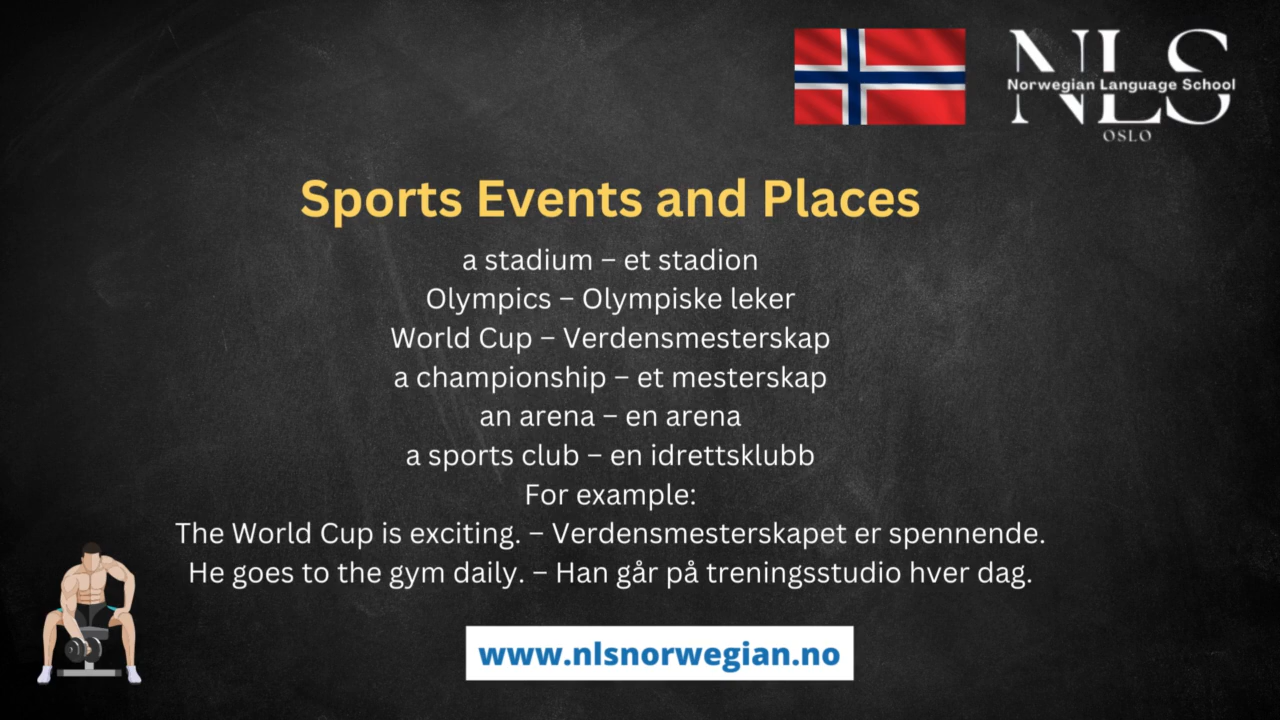 NLS
Norwegian Language School
OSLO
Sports Events and Places
a stadium – et stadion
Olympics – Olympiske leker
World Cup – Verdensmesterskap
a championship – et mesterskap
an arena – en arena
a sports club – en idrettsklubb
For example:
The World Cup is exciting. – Verdensmesterskapet er spennende.
He goes to the gym daily. – Han går på treningsstudio hver dag.
www.nlsnorwegian.no